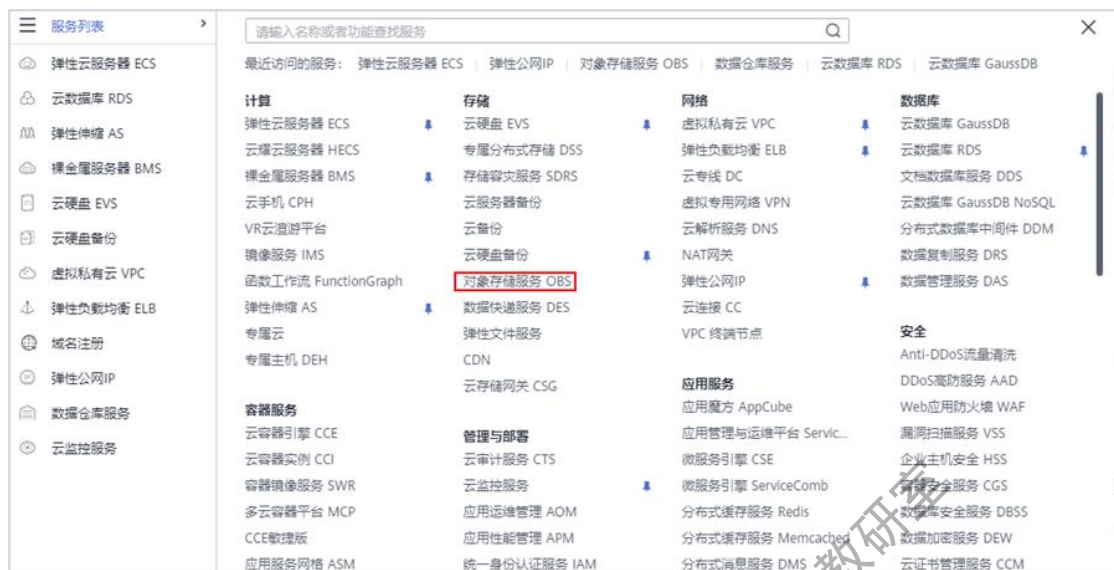 服务列表
弹性云服务器 ECS
云数据库 RDS
弹性伸缩 AS
裸金属服务器 BMS
云硬盘 EVS
云硬盘备份
虚拟私有云 VPC
弹性负载均衡 ELB
域名注册
弹性公网IP
数据仓库服务
云监控服务
请输入名称或者功能查找服务
最近访问的服务： 弹性云服务器 ECS 弹性公网IP 对象存储服务 OBS 数据仓库服务 云数据库 RDS 云数据库 GaussDB
计算
弹性云服务器 ECS
云耀云服务器 HECS
裸金属服务器 BMS
云手机 CPH
VR云渲游平台
镜像服务 IMS
函数工作流 FunctionGraph
弹性伸缩 AS
专属云
专属主机 DEH
容器服务
云容器引擎 CCE
云容器实例 CCI
容器镜像服务 SWR
多云容器平台 MCP
CCE敏捷版
应用服务网格 ASM
存储
云硬盘 EVS
专属分布式存储 DSS
存储容灾服务 SDRS
云服务器备份
云备份
云硬盘备份
对象存储服务 OBS
数据快递服务 DES
弹性文件服务
CDN
云存储网关 CSG
管理与部署
云审计服务 CTS
云监控服务
应用运维管理 AOM
应用性能管理 APM
统一身份认证服务 IAM
网络
虚拟私有云 VPC
弹性负载均衡 ELB
云专线 DC
虚拟专用网络 VPN
云解析服务 DNS
NAT网关
弹性公网IP
云连接 CC
VPC 终端节点
应用服务
应用魔方 AppCube
应用管理与运维平台 Servic...
微服务引擎 CSE
微服务引擎 ServiceComb
分布式缓存服务 Redis
分布式缓存服务 Memcached
分布式消息服务 DMS
数据库
云数据库 GaussDB
云数据库 RDS
文档数据库服务 DDS
云数据库 GaussDB NoSQL
分布式数据库中间件 DDM
数据复制服务 DRS
数据管理服务 DAS
安全
Anti-DDoS流量清洗
DDoS高防服务 AAD
Web应用防火墙 WAF
漏洞扫描服务 VSS
企业主机安全 HSS
容器安全服务 CGS
数据库安全服务 DBSS
数据加密服务 DEW
云证书管理服务 CCM
教研室